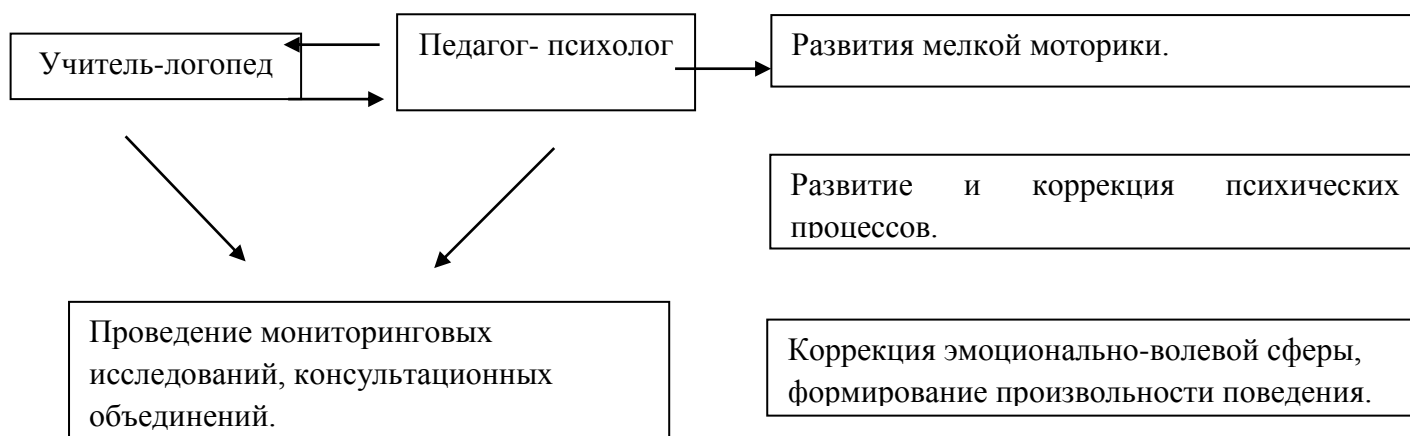 Учитель-логопед
Педагог- психолог
Развития мелкой моторики.
Развитие и коррекция психических
процессов.
Проведение мониторинговых
исследований, консультационных
объединений.
Коррекция эмоционально-волевой сферы,
формирование произвольности поведения.